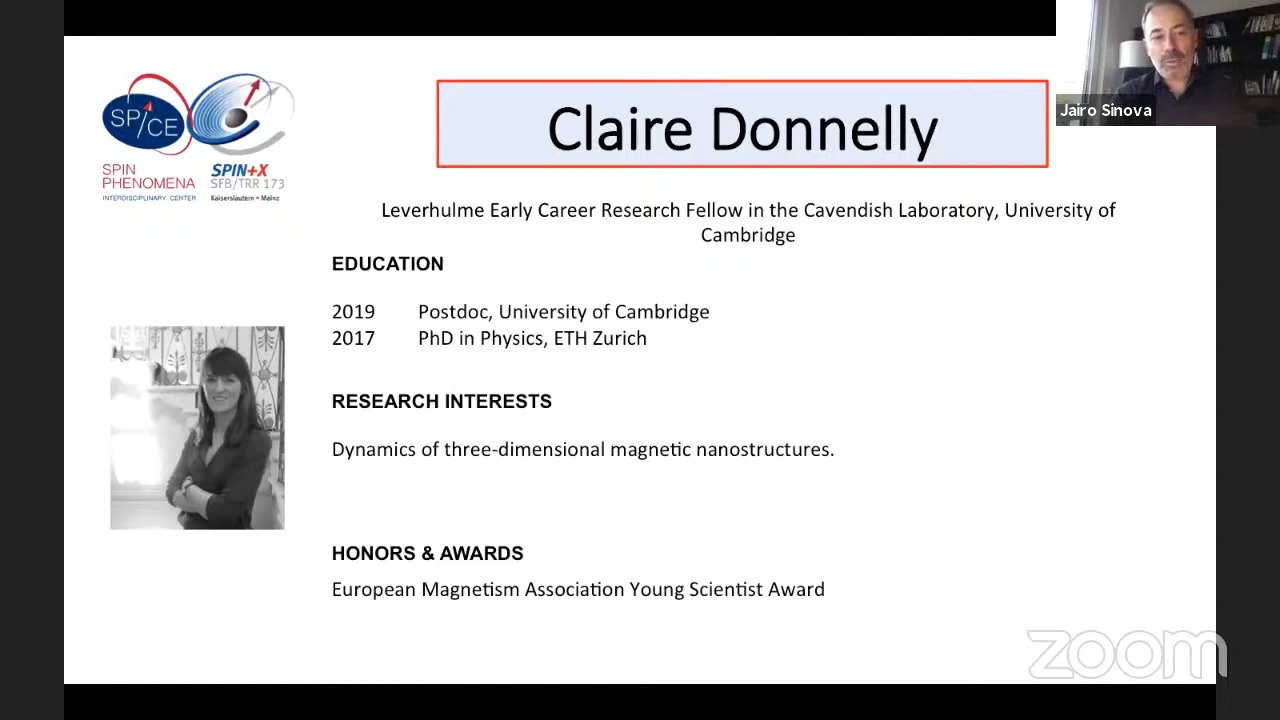 Claire Donnelly
Jairo Sinova
SPICE
SPIN
PHENOMENA
INTERDISCIPLINARY CENTER
SPIN+X
SFB/TRR 173
Kaiserslautern • Mainz
Leverhulme Early Career Research Fellow in the Cavendish Laboratory, University of
Cambridge
EDUCATION
2019 Postdoc, University of Cambridge
2017 PhD in Physics, ETH Zurich
RESEARCH INTERESTS
Dynamics of three-dimensional magnetic nanostructures.
HONORS & AWARDS
European Magnetism Association Young Scientist Award
zoom